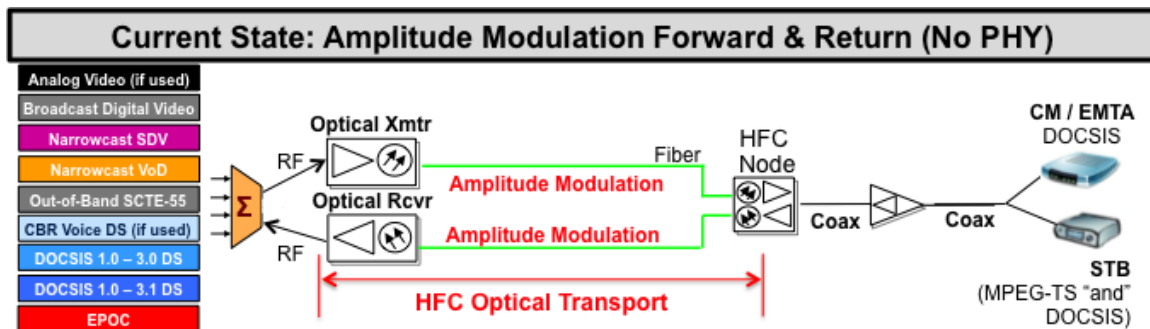 Current State: Amplitude Modulation Forward & Return (No PHY)
Analog Video (if used)
Broadcast Digital Video
Narrowcast SDV
Narrowcast VoD
Out-of-Band SCTE-55
CBR Voice DS (if used)
DOCSIS 1.0 – 3.0 DS
DOCSIS 1.0 – 3.1 DS
EPOC
Σ
RF
RF
Optical Xmtr
Optical Rcvr
Fiber
Amplitude Modulation
Amplitude Modulation
HFC Optical Transport
HFC
Node
Coax
Coax
CM / EMTA
DOCSIS
STB
(MPEG-TS “and”
DOCSIS)